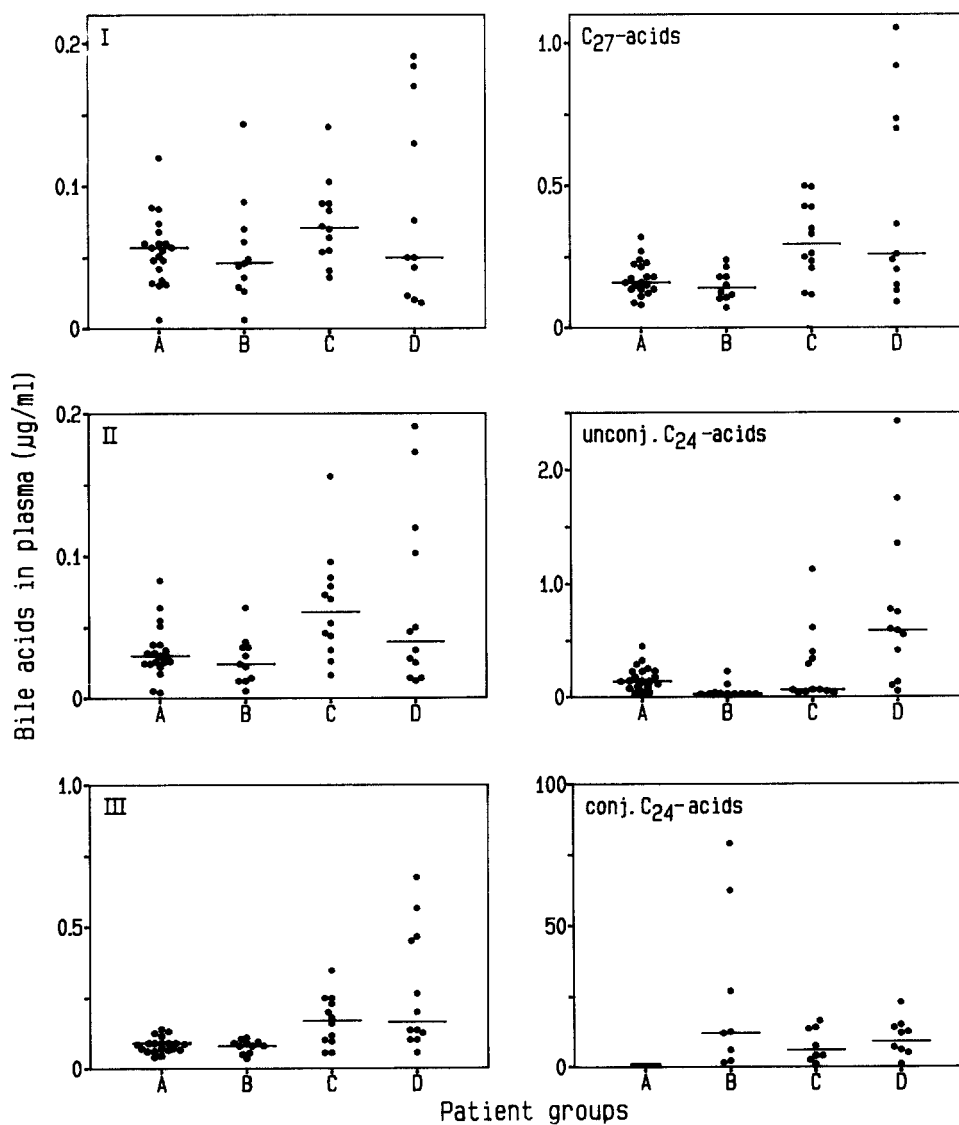 Bile acids in plasma (µg/ml)
I
0.2
0.1
0
A B C D
C27-acids
1.0
0.5
0
A B C D
II
0.2
0.1
0
A B C D
unconj. C24-acids
2.0
1.0
0
A B C D
III
1.0
0.5
0
A B C D
conj. C24-acids
100
50
0
A B C D
Patient groups